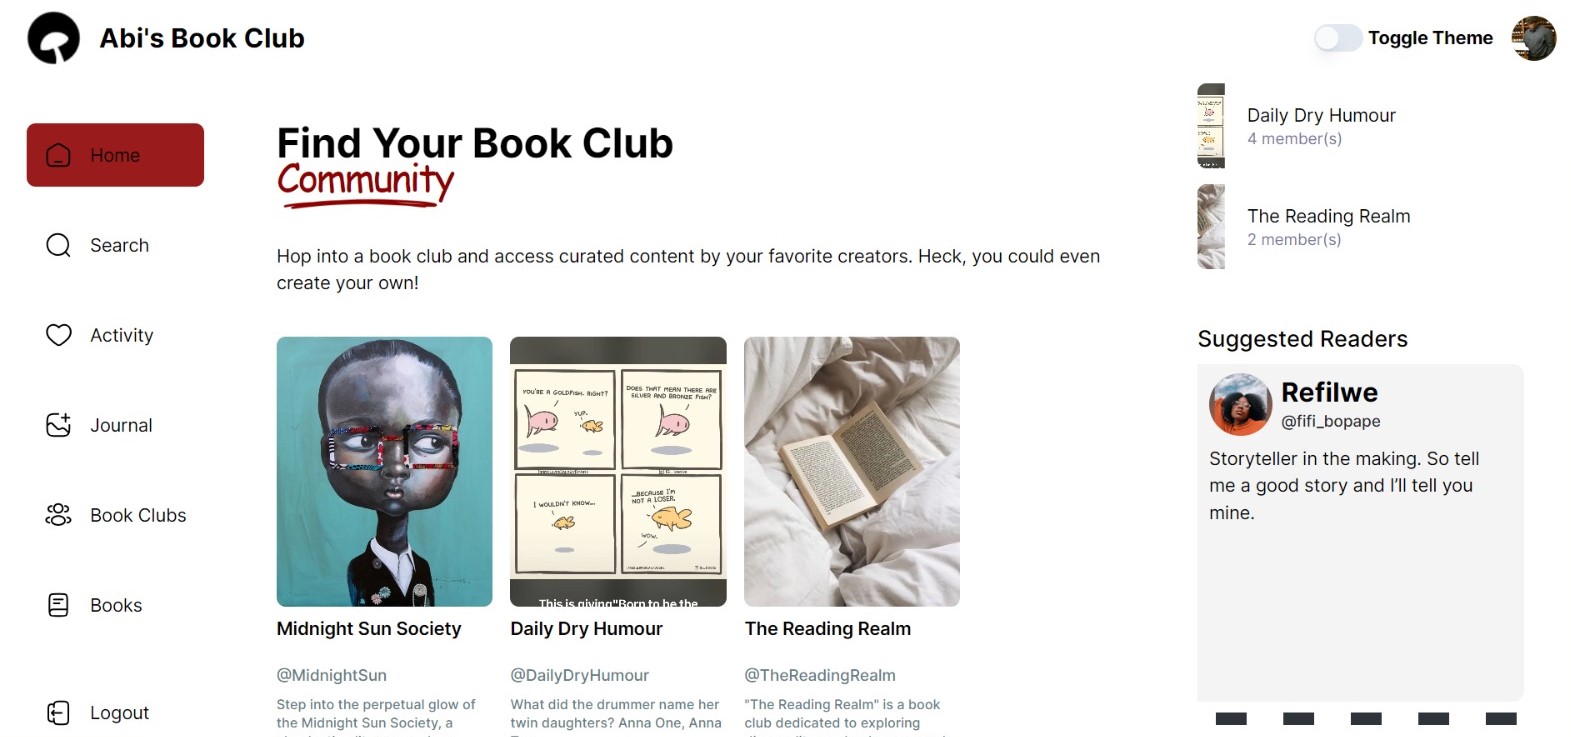 Abi's Book Club
Toggle Theme
Home
Search
Activity
Journal
Book Clubs
Books
Logout
Find Your Book Club
Community
Hop into a book club and access curated content by your favorite creators. Heck, you could even
create your own!
YOU'RE A GOLDFISH, RIGHT?
YUP.
DOES THAT MEAN THERE ARE
SILVER AND BRONZE FISH?
I WOULDN'T KNOW...
...BECAUSE I'M
NOT A LOSER.
WOW.
This is giving"Born to be the
Midnight Sun Society
@MidnightSun
Step into the perpetual glow of
the Midnight Sun Society, a
Daily Dry Humour
@DailyDryHumour
What did the drummer name her
twin daughters? Anna One, Anna
The Reading Realm
@TheReadingRealm
"The Reading Realm" is a book
club dedicated to exploring
Daily Dry Humour
4 member(s)
The Reading Realm
2 member(s)
Suggested Readers
Refilwe
@fifi_bopape
Storyteller in the making. So tell
me a good story and I'll tell you
mine.